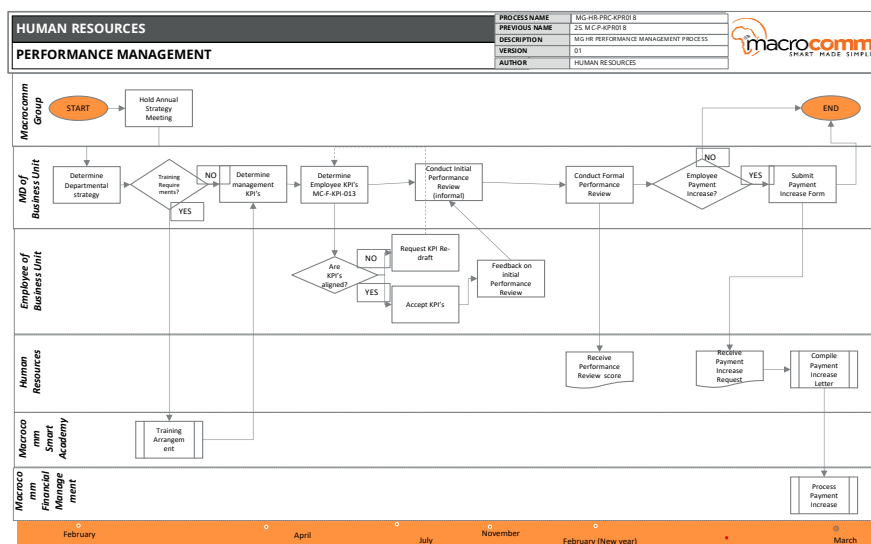 HUMAN RESOURCES
PERFORMANCE MANAGEMENT
PROCESS NAME
MG-HR-PRC-KPR018
PREVIOUS NAME
25. MC-P-KPR018
DESCRIPTION
MG HR PERFORMANCE MANAGEMENT PROCESS
VERSION
01
AUTHOR
HUMAN RESOURCES
macrocomm
SMART MADE SIMPL
Macrocomm
Group
START
Hold Annual
Strategy
Meeting
END
MD of
Business Unit
Determine
Departmental
strategy
Training
Require
ments?
NO
YES
Determine
management
KPI's
Determine
Employee KPI's
MC-F-KPI-013
Conduct Initial
Performance
Review
(informal)
Conduct Formal
Performance
Review
Employee
Payment
Increase?
NO
YES
Submit
Payment
Increase Form
Employee of
Business Unit
Are
KPI's
aligned?
NO
YES
Request KPI Re-
draft
Accept KPI's
Feedback on
initial
Performance
Review
Human
Resources
Receive
Performance
Review score
Receive
Payment
Increase
Request
Compile
Payment
Increase
Letter
Macroco
mm
Smart
Academy
Training
Arrangem
ent
Macroco
mm
Financial
Manage
ment
Process
Payment
Increase
February
April
July
November
February (New year)
March